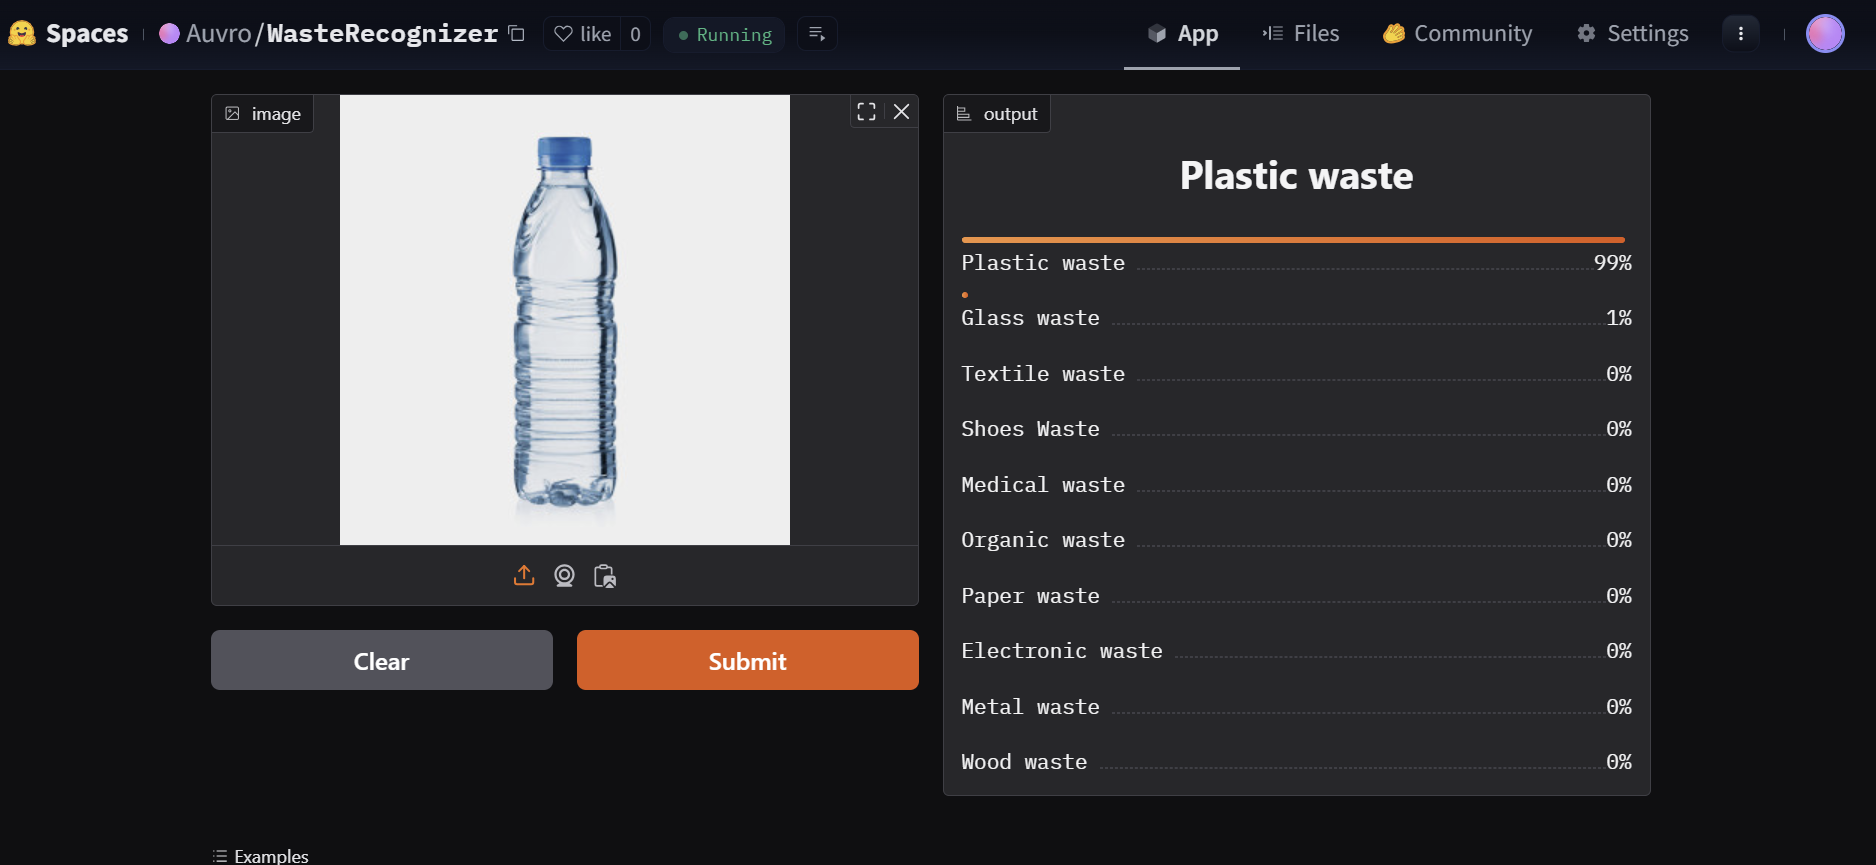 Spaces
Auvro/WasteRecognizer
like 0
Running
App
Files
Community
Settings
image
Clear
Submit
output
Plastic waste
Plastic waste 99%
Glass waste 1%
Textile waste 0%
Shoes Waste 0%
Medical waste 0%
Organic waste 0%
Paper waste 0%
Electronic waste 0%
Metal waste 0%
Wood waste 0%
Examples